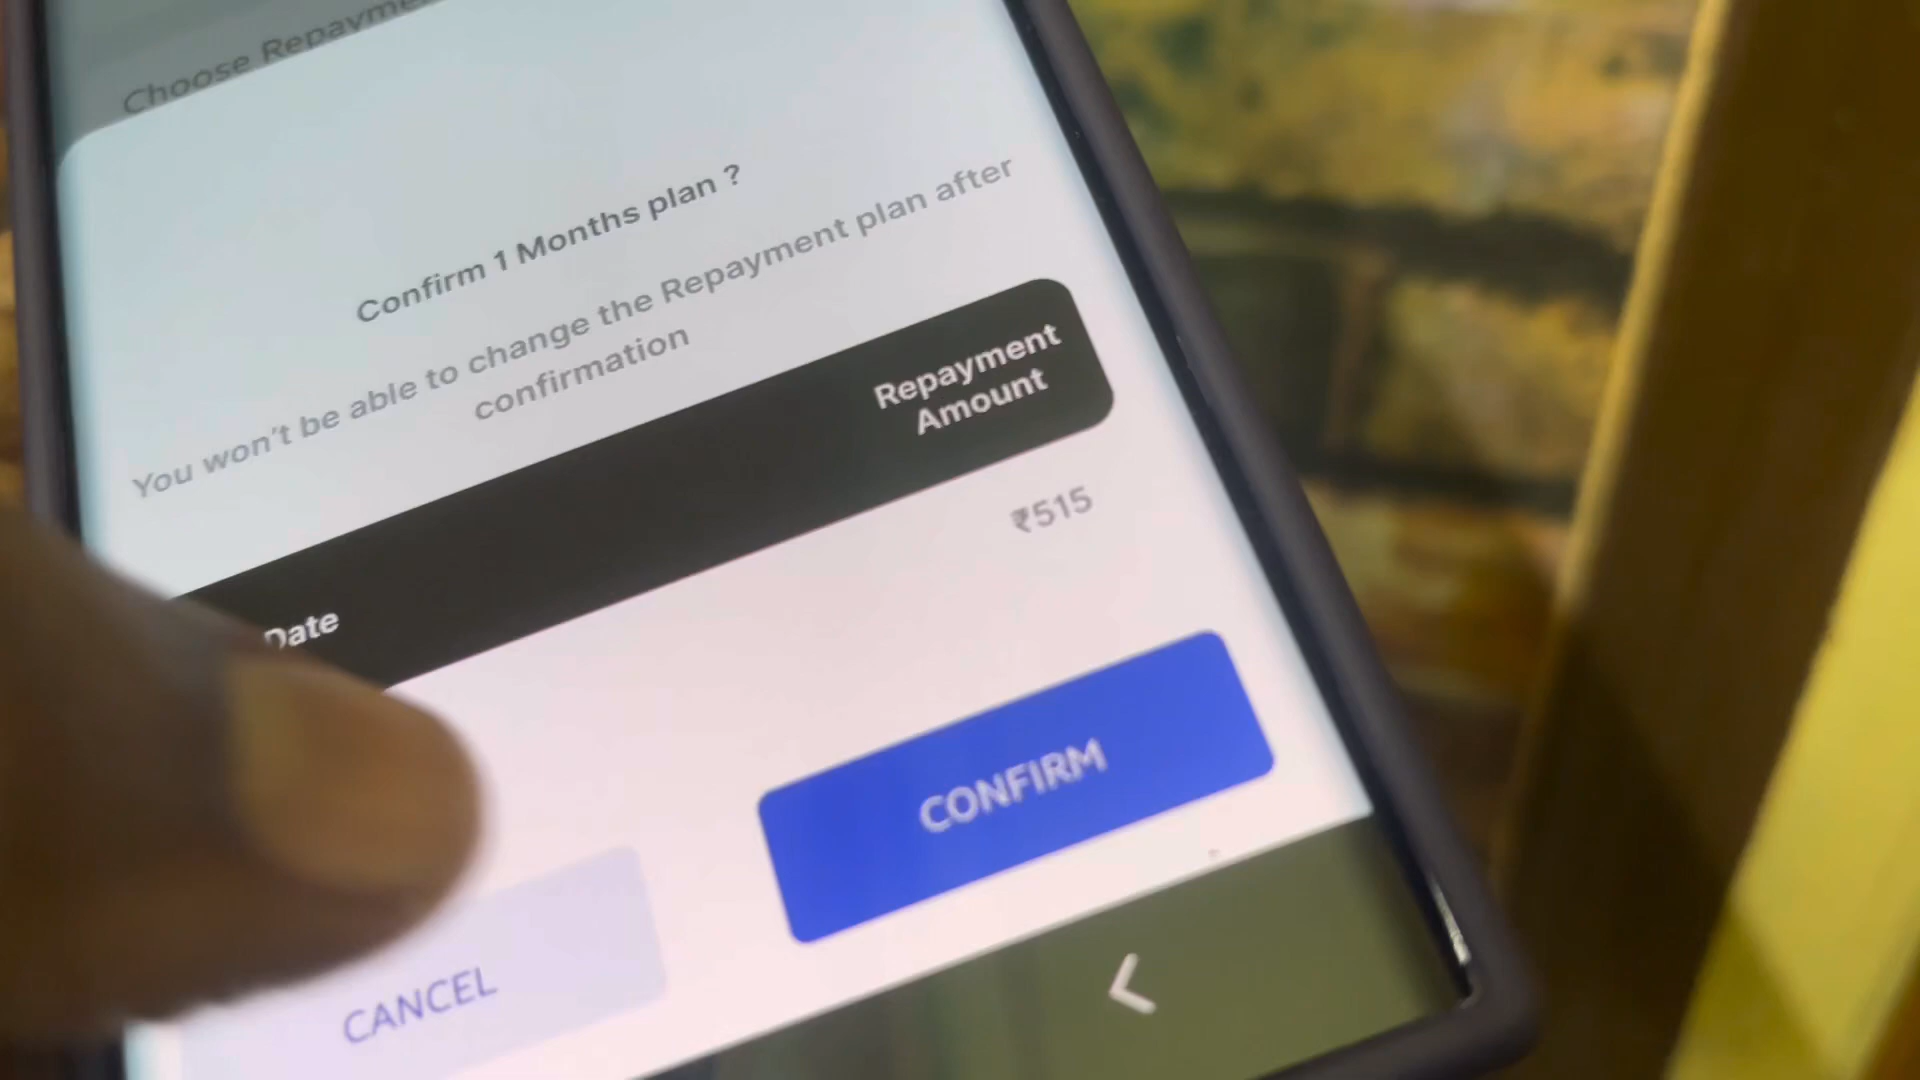 Choose
Confirm 1 Months plan ?
You won't be able to change the Repayment plan after
confirmation
Date
Repayment
Amount
₹515
CANCEL
CONFIRM